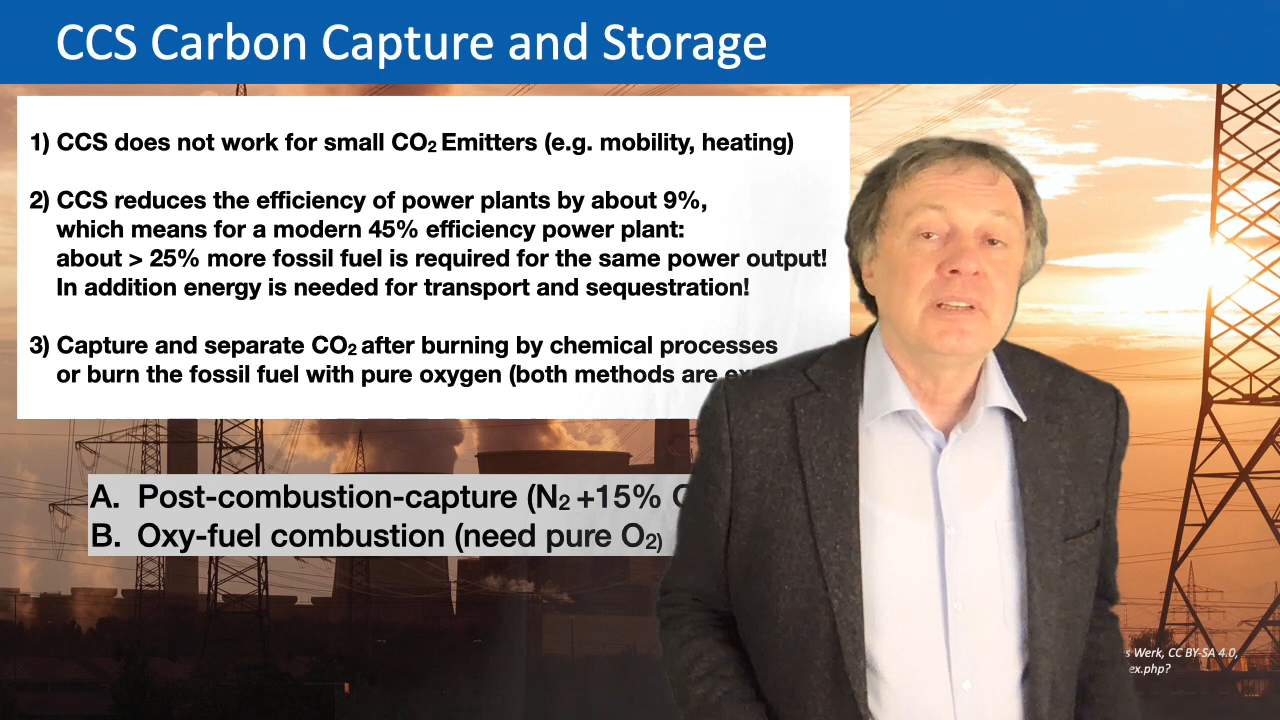 CCS Carbon Capture and Storage
1) CCS does not work for small CO₂ Emitters (e.g. mobility, heating)
2) CCS reduces the efficiency of power plants by about 9%,
which means for a modern 45% efficiency power plant:
about > 25% more fossil fuel is required for the same power output!
In addition energy is needed for transport and sequestration!
3) Capture and separate CO₂ after burning by chemical processes
or burn the fossil fuel with pure oxygen (both methods are
A. Post-combustion-capture (N₂ +15%
B. Oxy-fuel combustion (need pure O₂)
Werk, CC BY-SA 4.0,
ex.php?